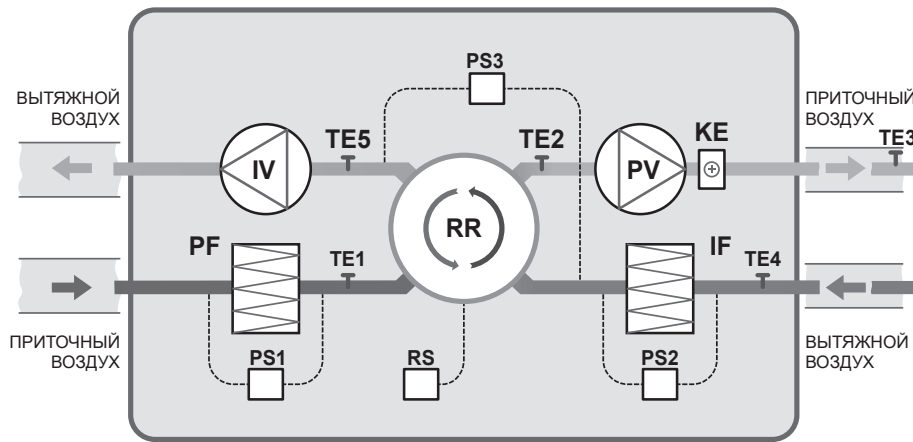 PS3
ВЫТЯЖНОЙ
ВОЗДУХ
ПРИТОЧНЫЙ
ВОЗДУХ
TE5
TE2
KE
TE3
IV
PV
RR
PF
TE1
IF
TE4
ПРИТОЧНЫЙ
ВОЗДУХ
PS1
RS
PS2
ВЫТЯЖНОЙ
ВОЗДУХ